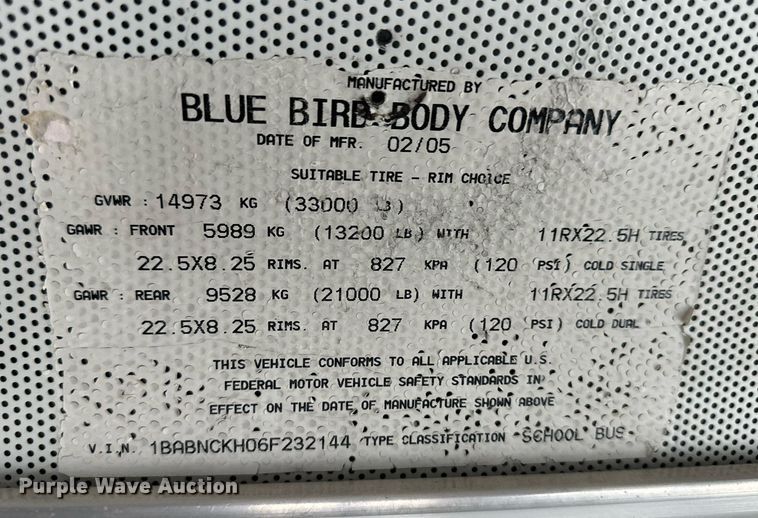 MANUFACTURED BY
BLUE BIRD BODY COMPANY
DATE OF MFR. 02/05
SUITABLE TIRE - RIM CHOICE
GVWR : 14973 KG (33000 LB)
GAWR : FRONT 5989 KG (13200 LB) WITH 11RX22.5H TIRES
22.5X8.25 RIMS. AT 827 KPA (120 PSI) COLD SINGLE
GAWR : REAR 9528 KG (21000 LB) WITH 11RX22.5H TIRES
22.5X8.25 RIMS. AT 827 KPA (120 PSI) COLD DUAL
THIS VEHICLE CONFORMS TO ALL APPLICABLE U.S.
FEDERAL MOTOR VEHICLE SAFETY STANDARDS IN
EFFECT ON THE DATE OF MANUFACTURE SHOWN ABOVE
V.I.N. 1BABNCKH06F232144 TYPE CLASSIFICATION SCHOOL BUS
Purple Wave Auction